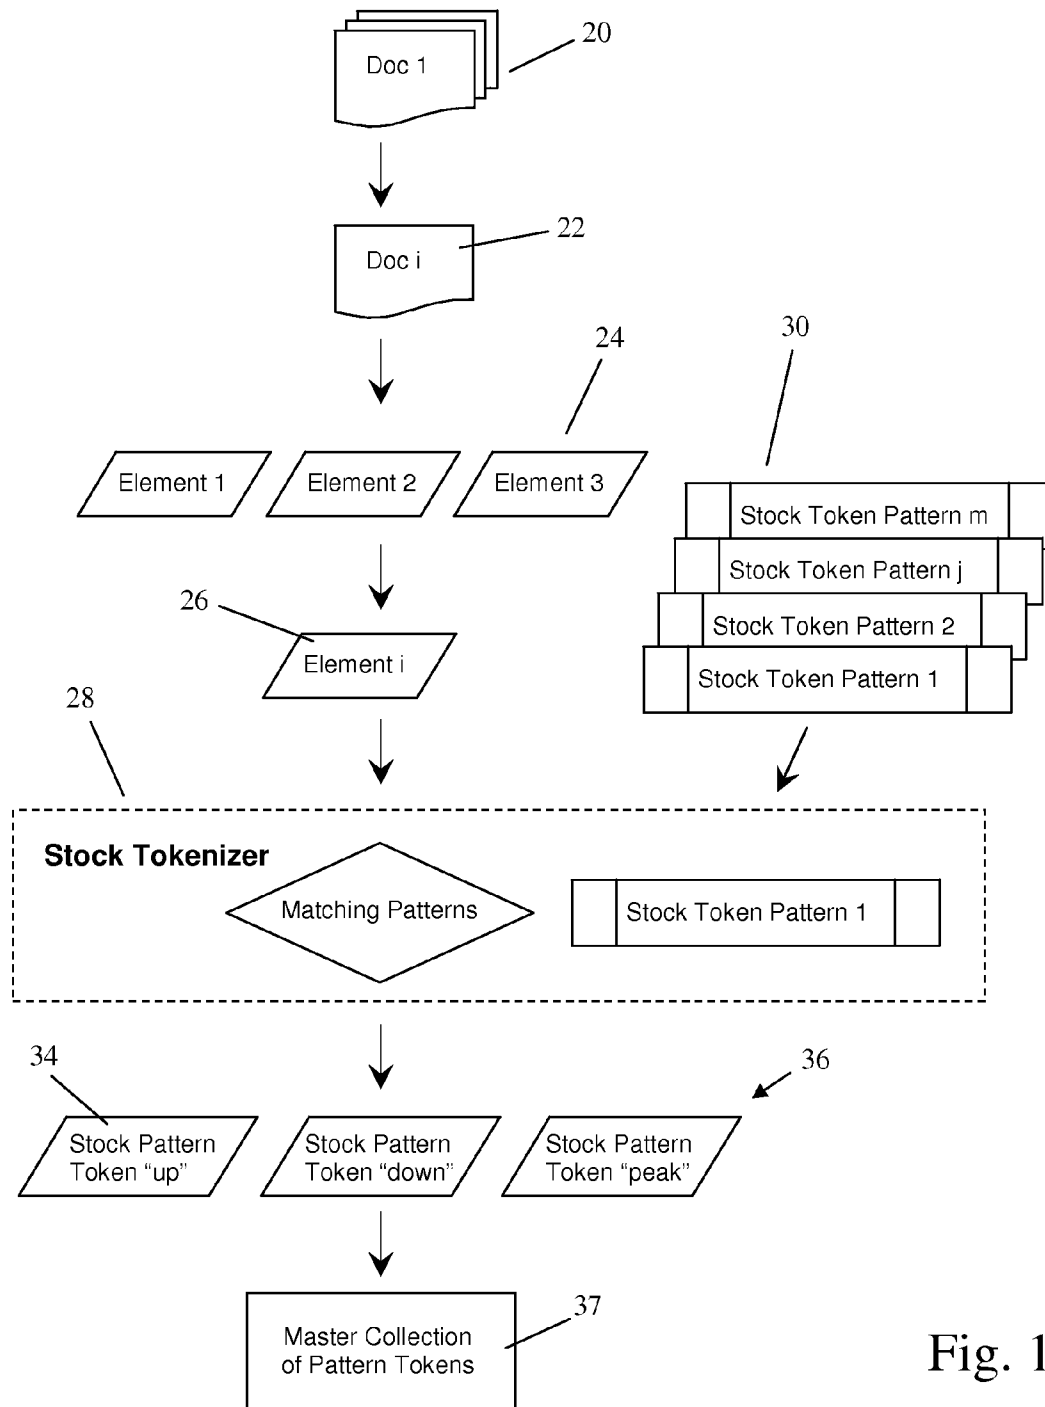 20
Doc 1
22
Doc i
24
30
Element 1
Element 2
Element 3
Stock Token Pattern m
Stock Token Pattern j
26
Stock Token Pattern 2
Element i
Stock Token Pattern 1
28
Stock Tokenizer
Matching Patterns
Stock Token Pattern 1
34
36
Stock Pattern
Token “up”
Stock Pattern
Token “down”
Stock Pattern
Token “peak”
37
Master Collection
of Pattern Tokens
Fig. 1